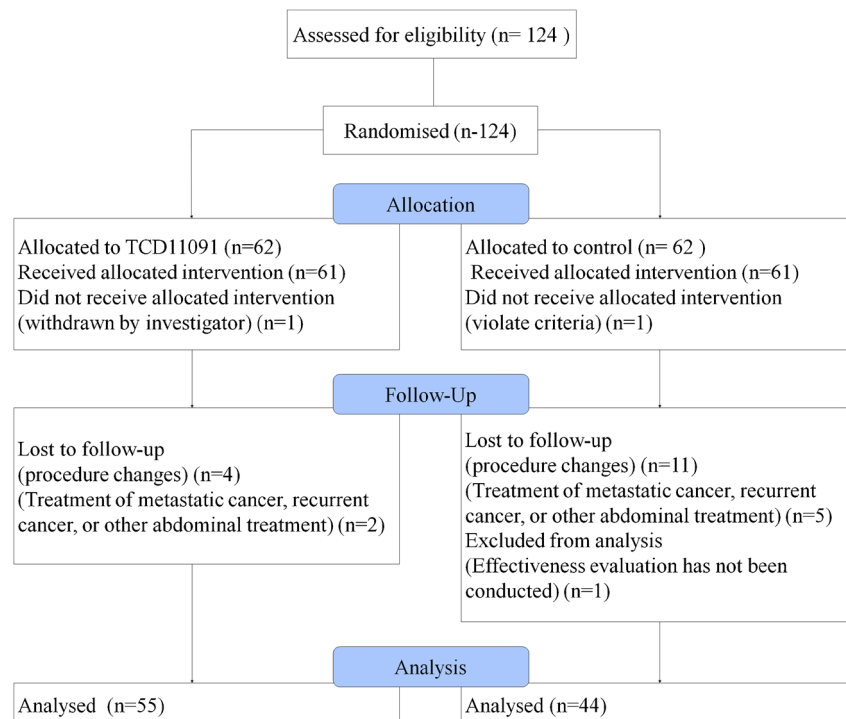 Assessed for eligibility (n= 124 )
Randomised (n-124)
Allocation
Allocated to TCD11091 (n=62)
Received allocated intervention (n=61)
Did not receive allocated intervention
(withdrawn by investigator) (n=1)
Allocated to control (n= 62 )
Received allocated intervention (n=61)
Did not receive allocated intervention
(violate criteria) (n=1)
Follow-Up
Lost to follow-up
(procedure changes) (n=4)
(Treatment of metastatic cancer, recurrent
cancer, or other abdominal treatment) (n=2)
Lost to follow-up
(procedure changes) (n=11)
(Treatment of metastatic cancer, recurrent
cancer, or other abdominal treatment) (n=5)
Excluded from analysis
(Effectiveness evaluation has not been
conducted) (n=1)
Analysis
Analysed (n=55)
Analysed (n=44)